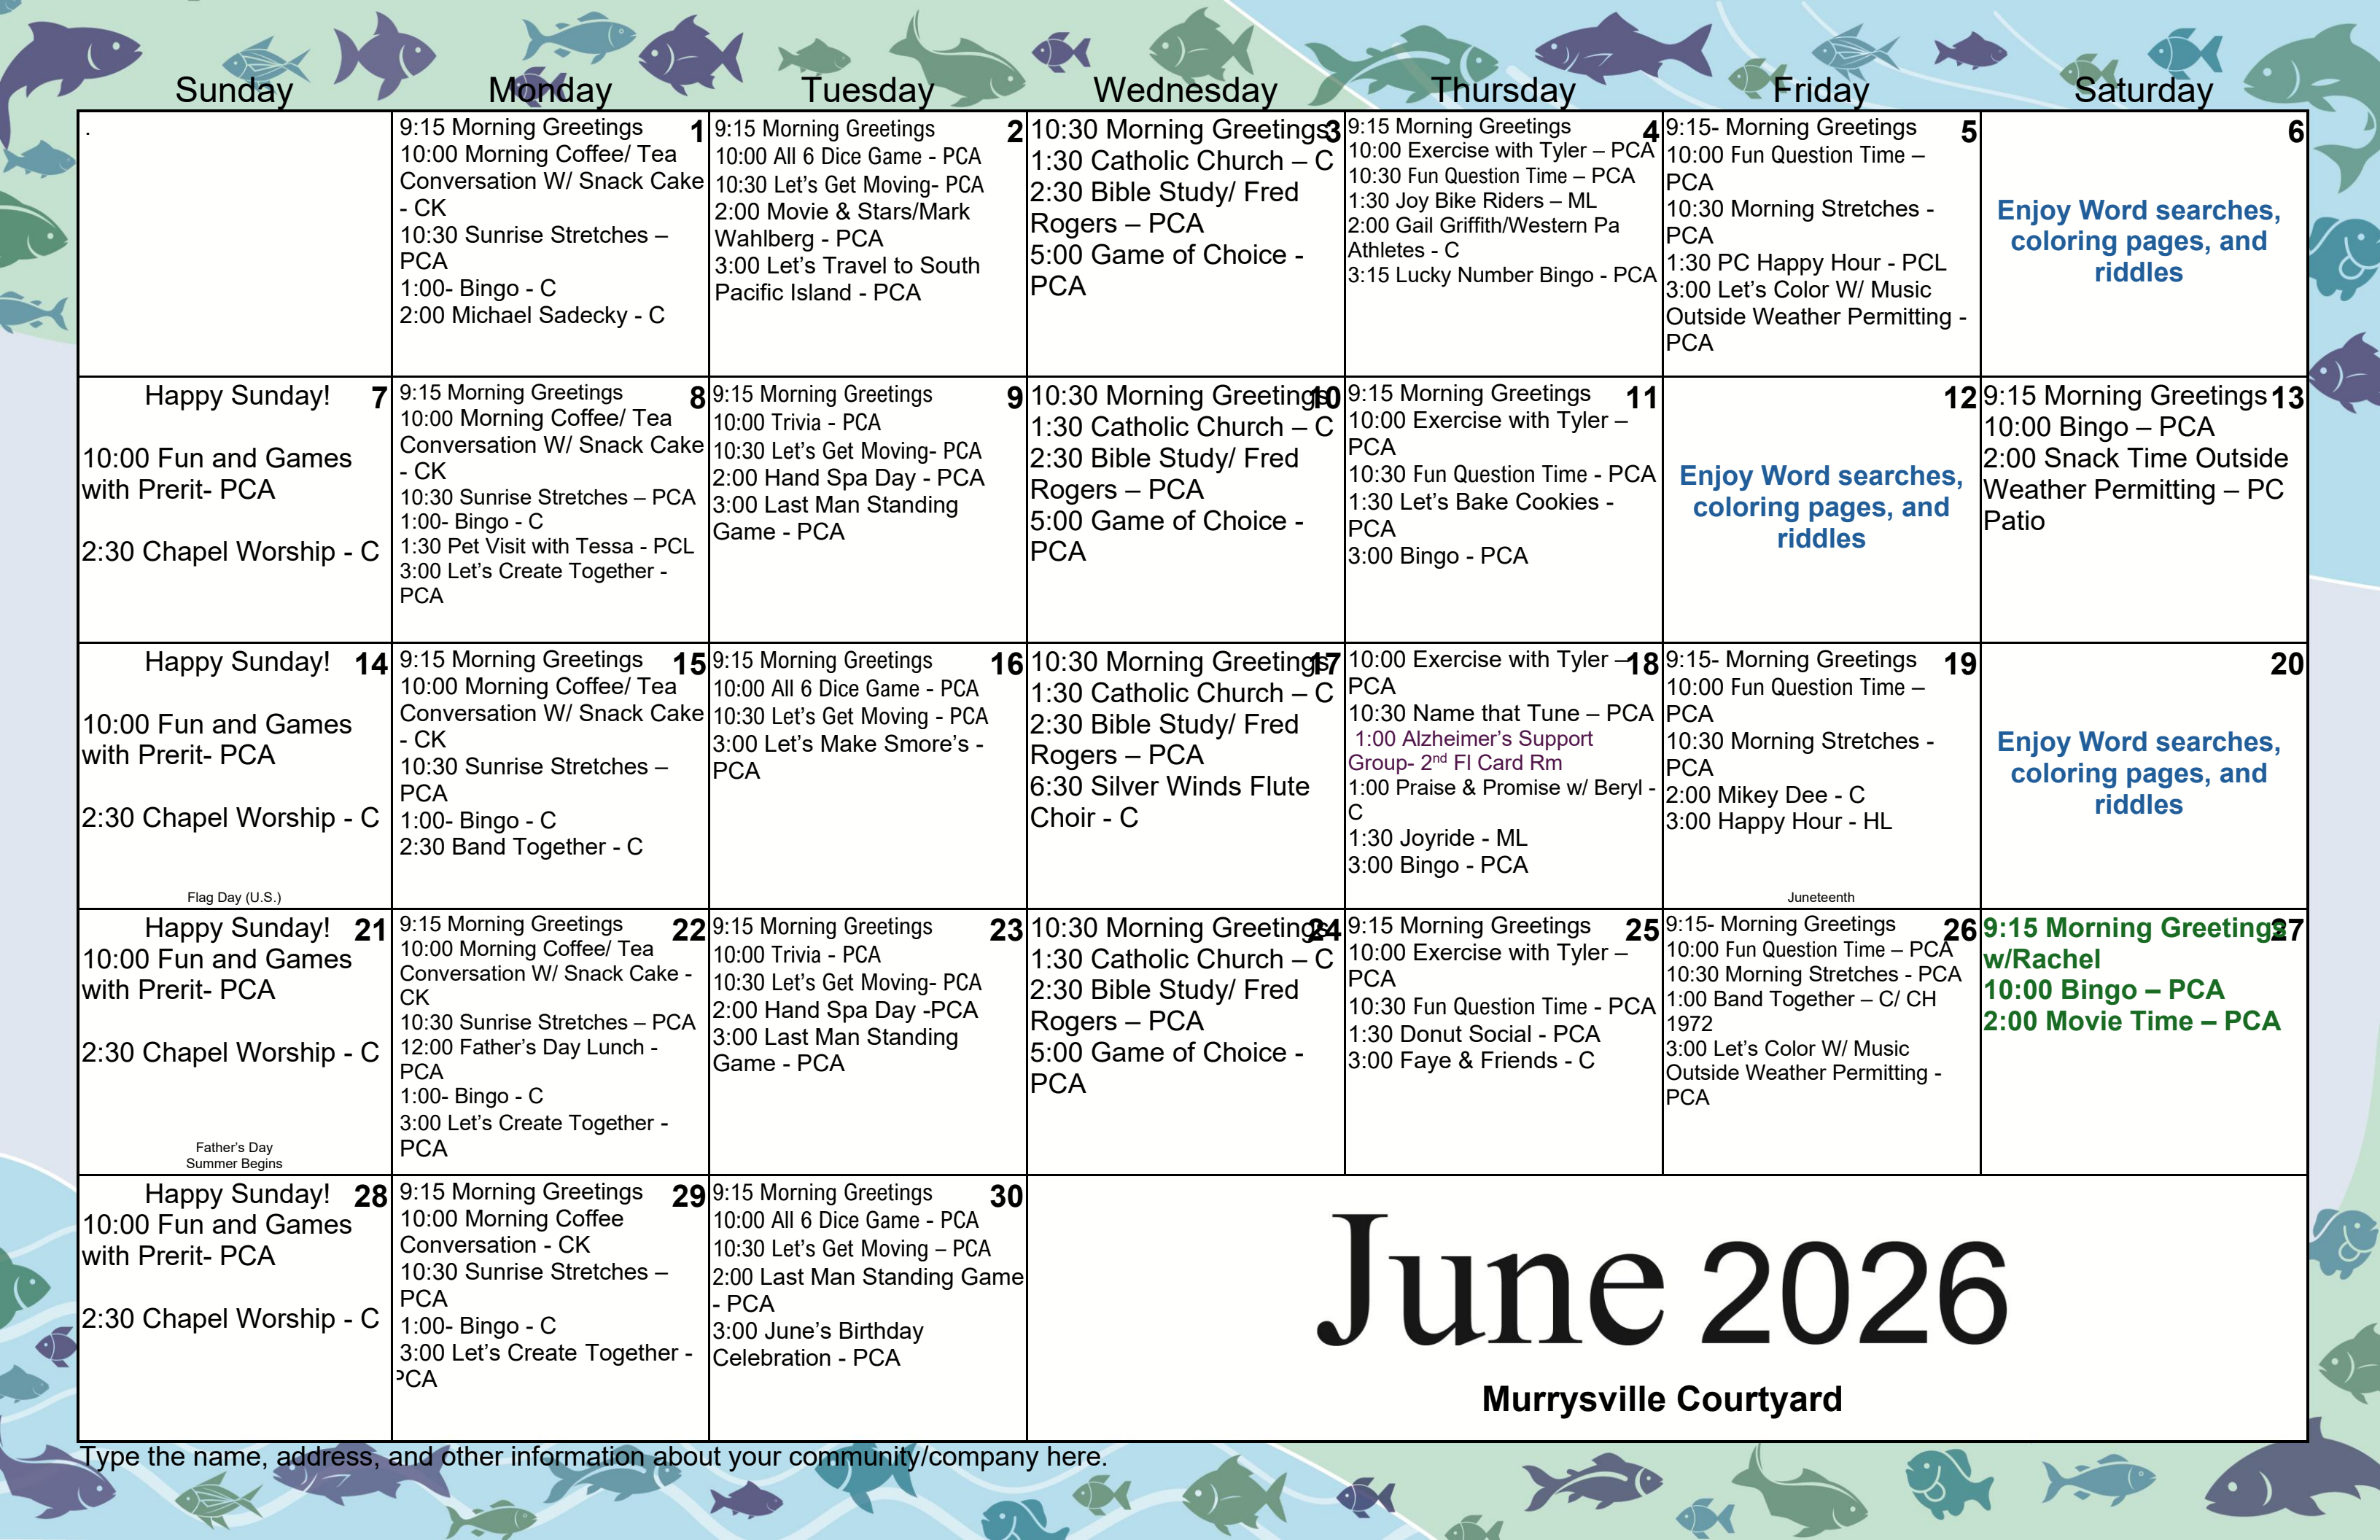 Sunday
Monday
Tuesday
Wednesday
Thursday
Friday
Saturday
.
1
9:15 Morning Greetings
10:00 Morning Coffee/ Tea
Conversation W/ Snack Cake
- CK
10:30 Sunrise Stretches –
PCA
1:00- Bingo - C
2:00 Michael Sadecky - C
2
9:15 Morning Greetings
10:00 All 6 Dice Game - PCA
10:30 Let's Get Moving- PCA
2:00 Movie & Stars/Mark
Wahlberg - PCA
3:00 Let's Travel to South
Pacific Island - PCA
3
10:30 Morning Greetings
1:30 Catholic Church – C
2:30 Bible Study/ Fred
Rogers – PCA
5:00 Game of Choice -
PCA
4
9:15 Morning Greetings
10:00 Exercise with Tyler – PCA
10:30 Fun Question Time – PCA
1:30 Joy Bike Riders – ML
2:00 Gail Griffith/Western Pa
Athletes - C
3:15 Lucky Number Bingo - PCA
5
9:15- Morning Greetings
10:00 Fun Question Time –
PCA
10:30 Morning Stretches -
PCA
1:30 PC Happy Hour - PCL
3:00 Let's Color W/ Music
Outside Weather Permitting -
PCA
6
Enjoy Word searches,
coloring pages, and
riddles
7
Happy Sunday!
10:00 Fun and Games
with Prerit- PCA
2:30 Chapel Worship - C
8
9:15 Morning Greetings
10:00 Morning Coffee/ Tea
Conversation W/ Snack Cake
- CK
10:30 Sunrise Stretches – PCA
1:00- Bingo - C
1:30 Pet Visit with Tessa - PCL
3:00 Let's Create Together -
PCA
9
9:15 Morning Greetings
10:00 Trivia - PCA
10:30 Let's Get Moving- PCA
2:00 Hand Spa Day - PCA
3:00 Last Man Standing
Game - PCA
10
10:30 Morning Greetings
1:30 Catholic Church – C
2:30 Bible Study/ Fred
Rogers – PCA
5:00 Game of Choice -
PCA
11
9:15 Morning Greetings
10:00 Exercise with Tyler –
PCA
10:30 Fun Question Time - PCA
1:30 Let's Bake Cookies -
PCA
3:00 Bingo - PCA
12
Enjoy Word searches,
coloring pages, and
riddles
13
9:15 Morning Greetings
10:00 Bingo – PCA
2:00 Snack Time Outside
Weather Permitting – PC
Patio
14
Happy Sunday!
10:00 Fun and Games
with Prerit- PCA
2:30 Chapel Worship - C
Flag Day (U.S.)
15
9:15 Morning Greetings
10:00 Morning Coffee/ Tea
Conversation W/ Snack Cake
- CK
10:30 Sunrise Stretches –
PCA
1:00- Bingo - C
2:30 Band Together - C
16
9:15 Morning Greetings
10:00 All 6 Dice Game - PCA
10:30 Let's Get Moving - PCA
3:00 Let's Make Smore's -
PCA
17
10:30 Morning Greetings
1:30 Catholic Church – C
2:30 Bible Study/ Fred
Rogers – PCA
6:30 Silver Winds Flute
Choir - C
18
10:00 Exercise with Tyler –
PCA
10:30 Name that Tune – PCA
1:00 Alzheimer's Support
Group- 2nd Fl Card Rm
1:00 Praise & Promise w/ Beryl -
C
1:30 Joyride - ML
3:00 Bingo - PCA
19
9:15- Morning Greetings
10:00 Fun Question Time –
PCA
10:30 Morning Stretches -
PCA
2:00 Mikey Dee - C
3:00 Happy Hour - HL
Juneteenth
20
Enjoy Word searches,
coloring pages, and
riddles
21
Happy Sunday!
10:00 Fun and Games
with Prerit- PCA
2:30 Chapel Worship - C
Father's Day
Summer Begins
22
9:15 Morning Greetings
10:00 Morning Coffee/ Tea
Conversation W/ Snack Cake -
CK
10:30 Sunrise Stretches – PCA
12:00 Father's Day Lunch -
PCA
1:00- Bingo - C
3:00 Let's Create Together -
PCA
23
9:15 Morning Greetings
10:00 Trivia - PCA
10:30 Let's Get Moving- PCA
2:00 Hand Spa Day -PCA
3:00 Last Man Standing
Game - PCA
24
10:30 Morning Greetings
1:30 Catholic Church – C
2:30 Bible Study/ Fred
Rogers – PCA
5:00 Game of Choice -
PCA
25
9:15 Morning Greetings
10:00 Exercise with Tyler –
PCA
10:30 Fun Question Time - PCA
1:30 Donut Social - PCA
3:00 Faye & Friends - C
26
9:15- Morning Greetings
10:00 Fun Question Time – PCA
10:30 Morning Stretches - PCA
1:00 Band Together – C/ CH
1972
3:00 Let's Color W/ Music
Outside Weather Permitting -
PCA
27
9:15 Morning Greetings
w/Rachel
10:00 Bingo – PCA
2:00 Movie Time – PCA
28
Happy Sunday!
10:00 Fun and Games
with Prerit- PCA
2:30 Chapel Worship - C
29
9:15 Morning Greetings
10:00 Morning Coffee
Conversation - CK
10:30 Sunrise Stretches –
PCA
1:00- Bingo - C
3:00 Let's Create Together -
PCA
30
9:15 Morning Greetings
10:00 All 6 Dice Game - PCA
10:30 Let's Get Moving – PCA
2:00 Last Man Standing Game
- PCA
3:00 June's Birthday
Celebration - PCA
June 2026
Murrysville Courtyard
Type the name, address, and other information about your community/company here.